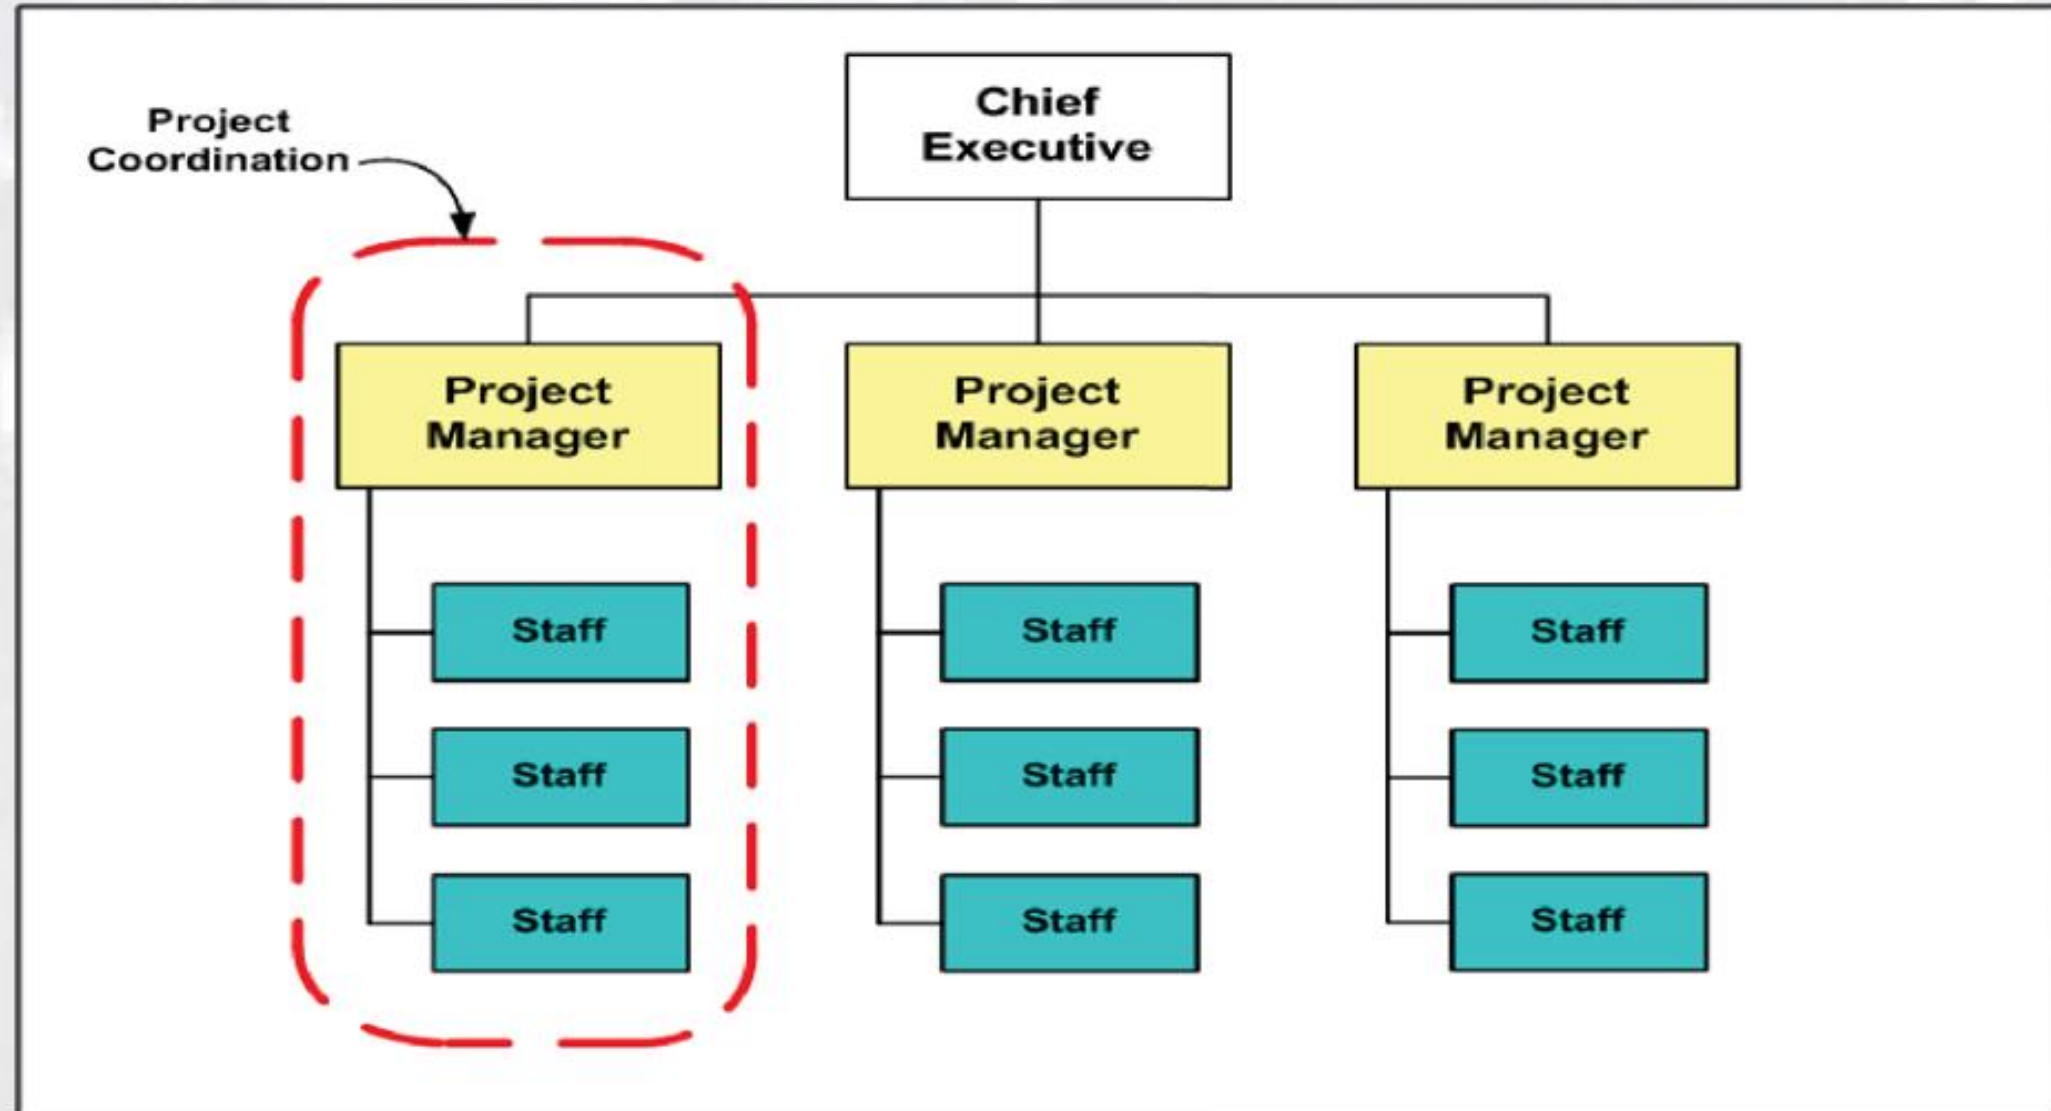 Project
Coordination
Chief
Executive
Project
Manager
Project
Manager
Project
Manager
Staff
Staff
Staff
Staff
Staff
Staff
Staff
Staff
Staff